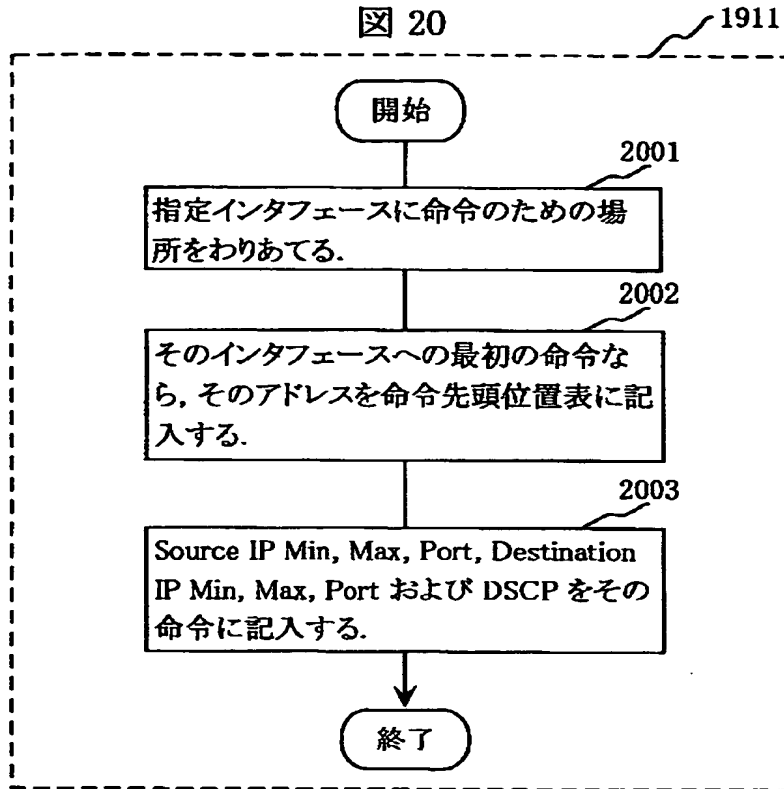 図 20
1911
開始
2001
指定インタフェースに命令のための場
所をわりあてる.
2002
そのインタフェースへの最初の命令な
ら, そのアドレスを命令先頭位置表に記
入する.
2003
Source IP Min, Max, Port, Destination
IP Min, Max, Port および DSCP をその
命令に記入する.
終了